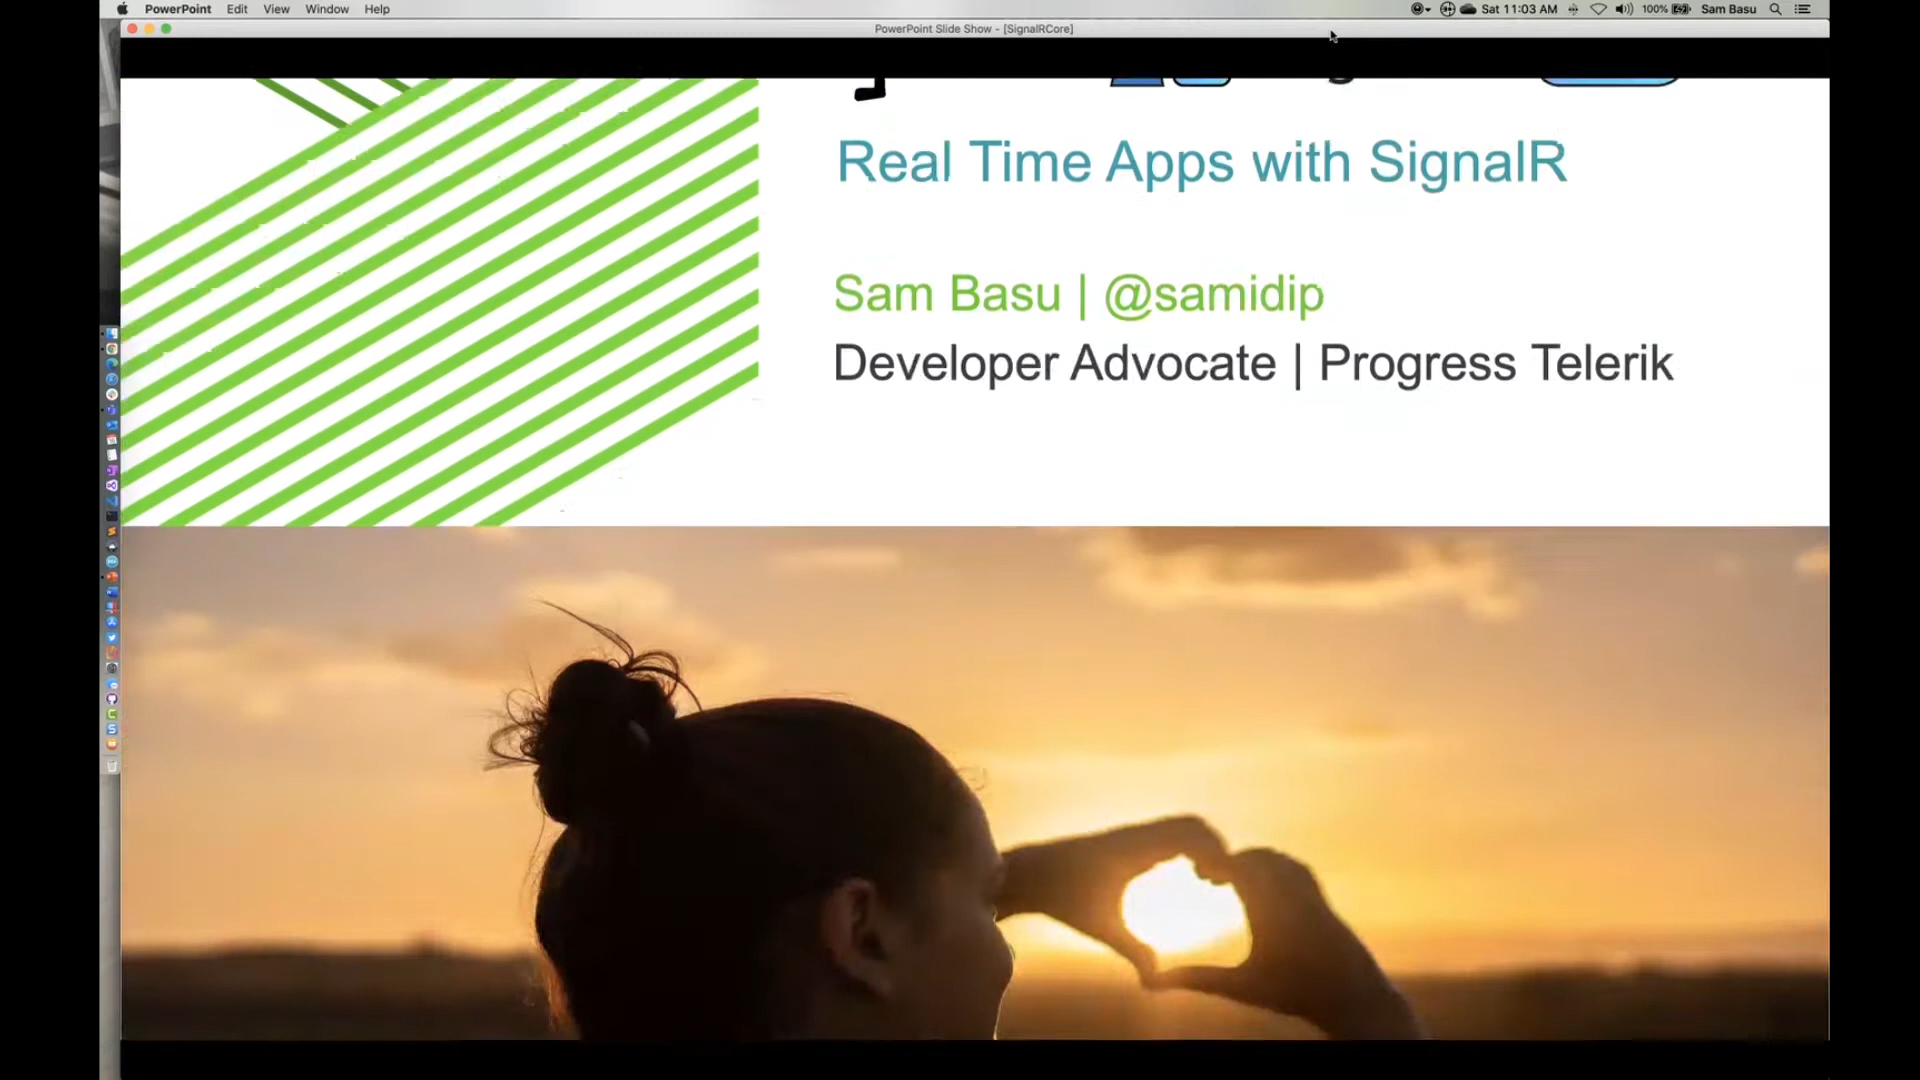 PowerPoint Edit View Window Help
Sat 11:03 AM 100% Sam Basu
PowerPoint Slide Show - [SignalRCore]
Real Time Apps with SignalR
Sam Basu | @samidip
Developer Advocate | Progress Telerik